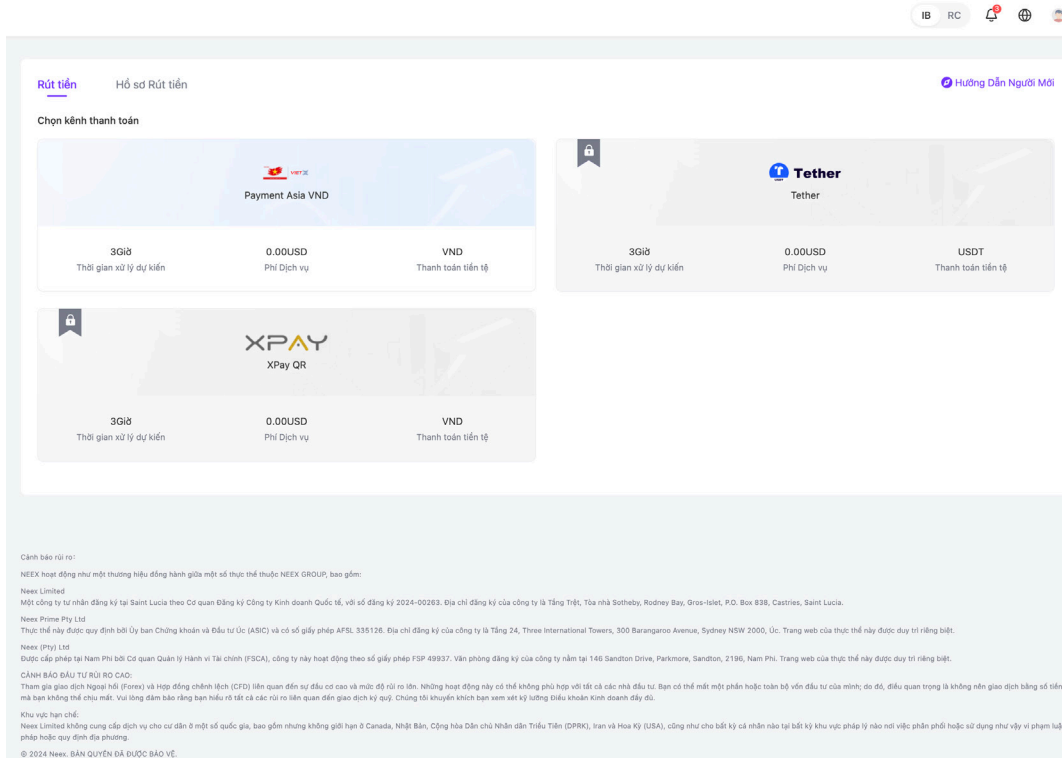 IB RC 3
Rút tiền Hồ sơ Rút tiền Hướng Dẫn Người Mới
Chọn kênh thanh toán
VIETX
Payment Asia VND
3Giờ 0.00USD VND
Thời gian xử lý dự kiến Phí Dịch vụ Thanh toán tiền tệ
Tether
Tether
3Giờ 0.00USD USDT
Thời gian xử lý dự kiến Phí Dịch vụ Thanh toán tiền tệ
XPAY
XPay QR
3Giờ 0.00USD VND
Thời gian xử lý dự kiến Phí Dịch vụ Thanh toán tiền tệ
Cảnh báo rủi ro:
NEEX hoạt động như một thương hiệu đồng hành giữa một số thực thể thuộc NEEX GROUP, bao gồm:
Neex Limited
Một công ty tư nhân đăng ký tại Saint Lucia theo Cơ quan Đăng ký Công ty Kinh doanh Quốc tế, với số đăng ký 2024-00263. Địa chỉ đăng ký của công ty là Tầng Trệt, Tòa nhà Sotheby, Rodney Bay, Gros-Islet, P.O. Box 838, Castries, Saint Lucia.
Neex Prime Pty Ltd
Thực thể này được quy định bởi Ủy ban Chứng khoán và Đầu tư Úc (ASIC) và có số giấy phép AFSL 335126. Địa chỉ đăng ký của công ty là Tầng 24, Three International Towers, 300 Barangaroo Avenue, Sydney NSW 2000, Úc. Trang web của thực thể này được duy trì riêng biệt.
Neex (Pty) Ltd
Được cấp phép tại Nam Phi bởi Cơ quan Quản lý Hành vi Tài chính (FSCA), công ty này hoạt động theo số giấy phép FSP 49937. Văn phòng đăng ký của công ty nằm tại 146 Sandton Drive, Parkmore, Sandton, 2196, Nam Phi. Trang web của thực thể này được duy trì riêng biệt.
CẢNH BÁO ĐẦU TƯ RỦI RO CAO:
Tham gia giao dịch Ngoại hối (Forex) và Hợp đồng chênh lệch (CFD) liên quan đến sự đầu cơ cao và mức độ rủi ro lớn. Những hoạt động này có thể không phù hợp với tất cả các nhà đầu tư. Bạn có thể mất một phần hoặc toàn bộ vốn đầu tư của mình; do đó, điều quan trọng là không nên giao dịch bằng số tiền
mà bạn không thể chịu mất. Vui lòng đảm bảo rằng bạn hiểu rõ tất cả các rủi ro liên quan đến giao dịch ký quỹ. Chúng tôi khuyến khích bạn xem xét kỹ lưỡng Điều khoản Kinh doanh đầy đủ.
Khu vực hạn chế:
Neex Limited không cung cấp dịch vụ cho cư dân ở một số quốc gia, bao gồm nhưng không giới hạn ở Canada, Nhật Bản, Cộng hòa Dân chủ Nhân dân Triều Tiên (DPRK), Iran và Hoa Kỳ (USA), cũng như cho bất kỳ cá nhân nào tại bất kỳ khu vực pháp lý nào nơi việc phân phối hoặc sử dụng như vậy vi phạm luậ
pháp hoặc quy định địa phương.
© 2024 Neex. BẢN QUYỀN ĐÃ ĐƯỢC BẢO VỆ.